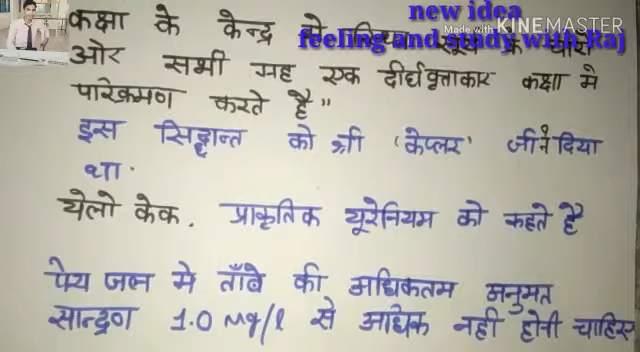 new idea
feeling and study with Raj
Made with KINEMASTER
कक्षा के केन्द्र चारो
ओर सभी ग्रह एक दीर्घवृत्ताकार कक्षा मे
परिक्रमण करते है"
इस सिद्धान्त को श्री 'केप्लर' जी ने दिया
था.
येलो केक. प्राकृतिक यूरेनियम को कहते है
पेय जल मे ताँबे की अधिकतम अनुमत
सान्द्रण 1.0 mg/l से अधिक नही होनी चाहिए